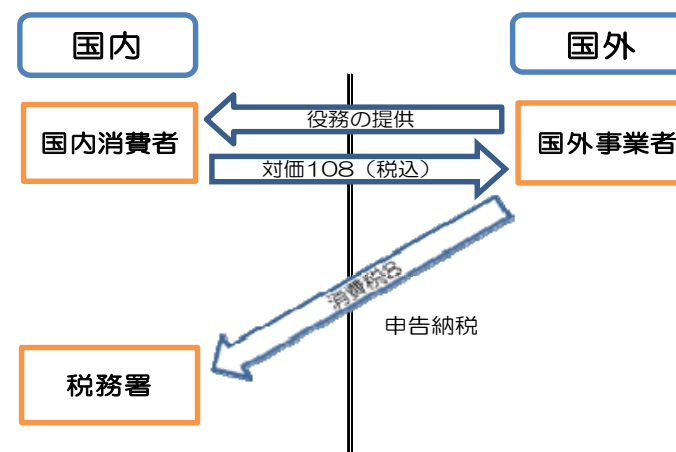 国内
国外
役務の提供
国内消費者
国外事業者
対価108（税込）
消費税8
申告納税
税務署